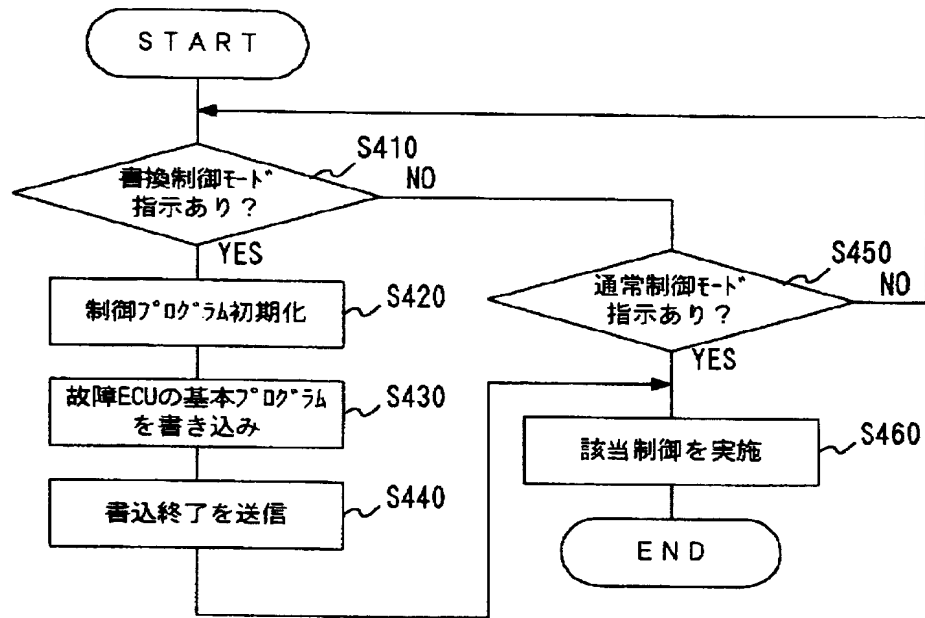 START
S410
書換制御ﾓｰﾄﾞ
指示あり?
NO
YES
S420
制御ﾌﾟﾛｸﾞﾗﾑ初期化
S430
故障ECUの基本ﾌﾟﾛｸﾞﾗﾑ
を書き込み
S440
書込終了を送信
S450
通常制御ﾓｰﾄﾞ
指示あり?
NO
YES
S460
該当制御を実施
END